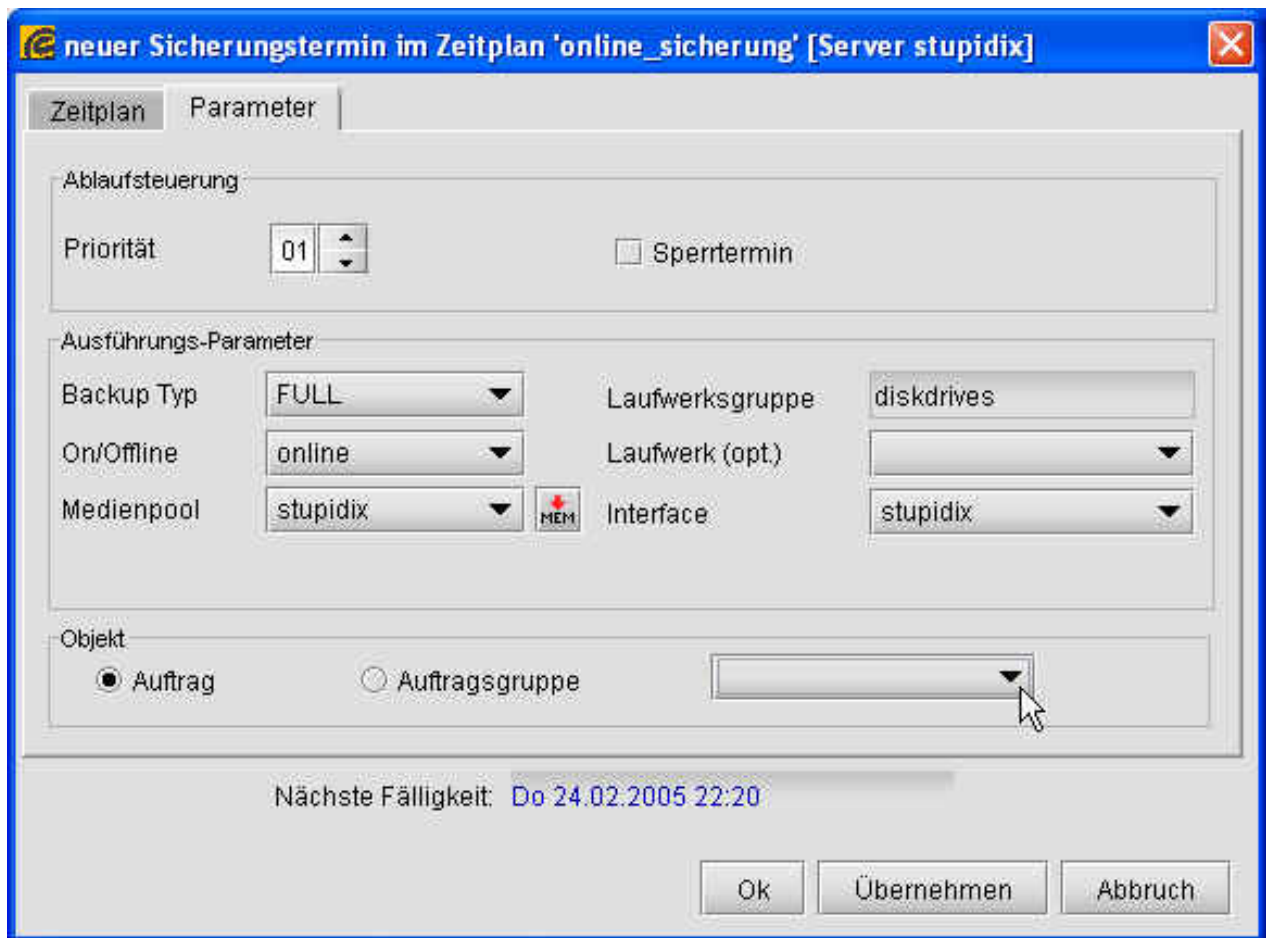 neuer Sicherungstermin im Zeitplan 'online_sicherung' [Server stupidix]
Zeitplan Parameter
Ablaufsteuerung
Priorität 01 Sperrtermin
Ausführungs-Parameter
Backup Typ FULL Laufwerksgruppe diskdrives
On/Offline online Laufwerk (opt.)
Medienpool stupidix MEM Interface stupidix
Objekt
Auftrag Auftragsgruppe
Nächste Fälligkeit: Do 24.02.2005 22:20
Ok Übernehmen Abbruch